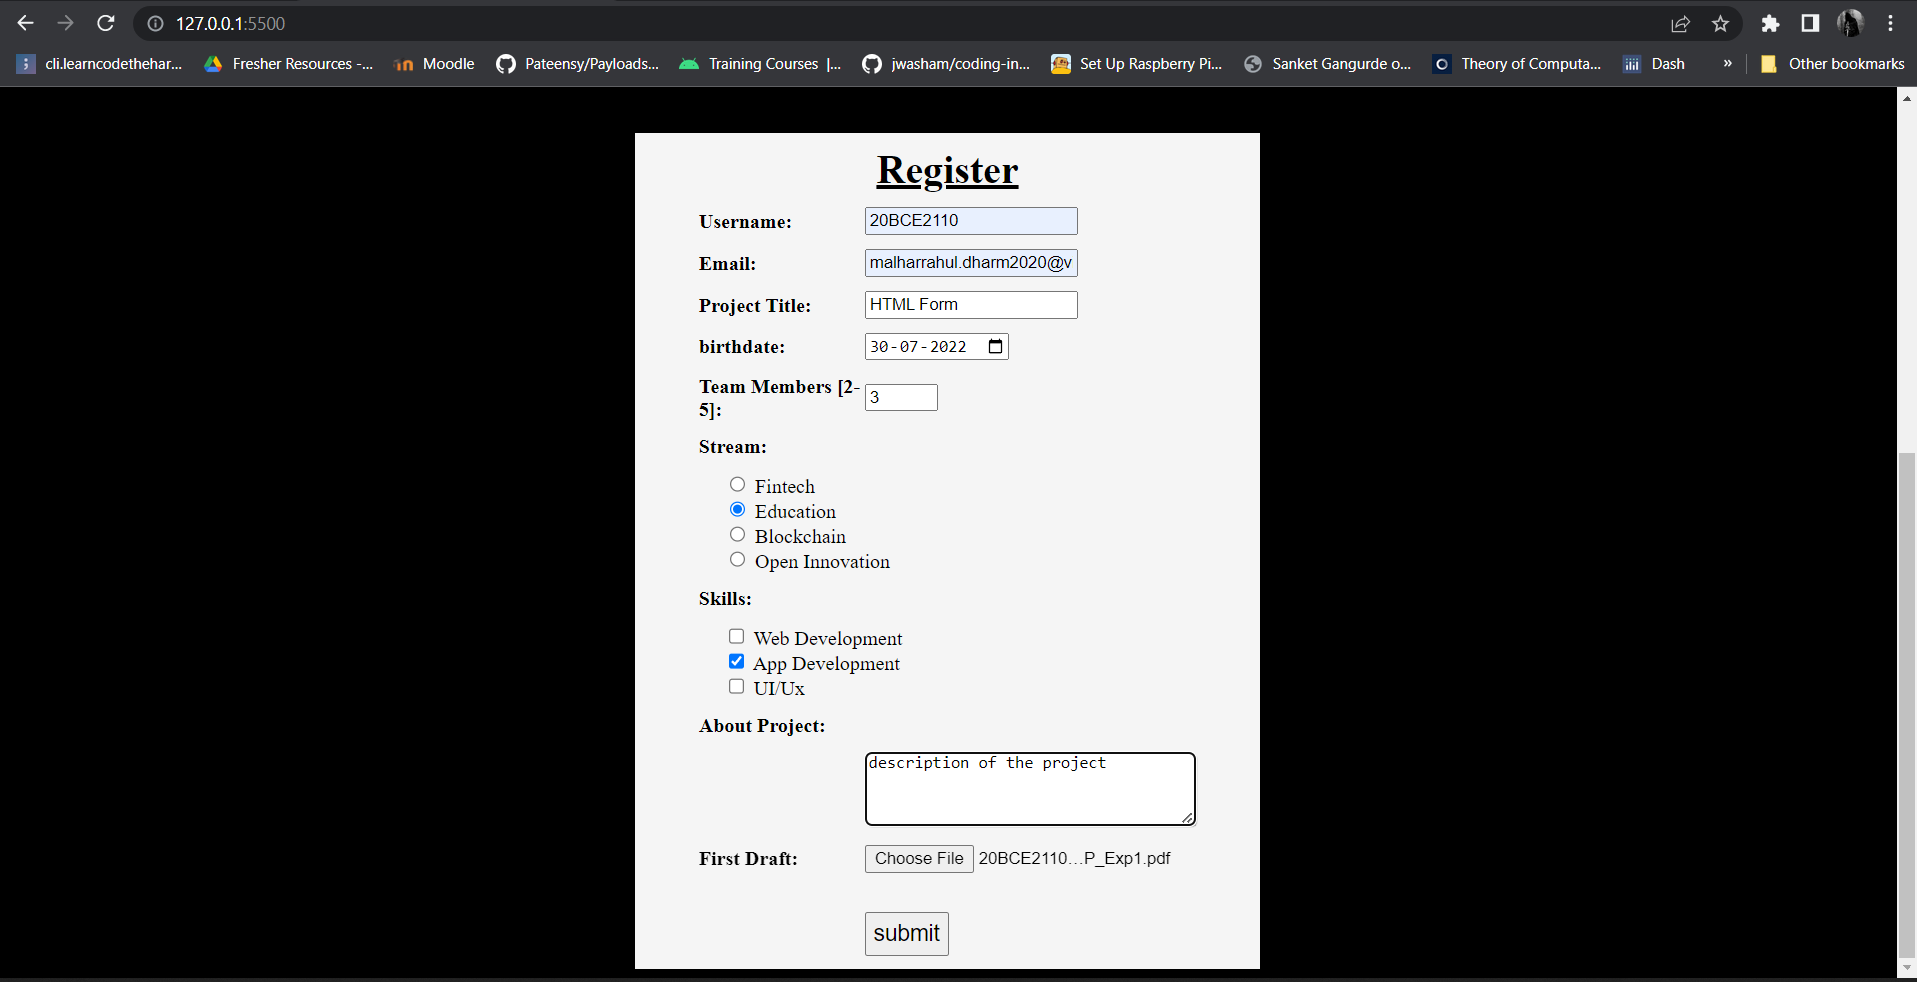 127.0.0.1:5500
cli.learncodethehar... Fresher Resources -... Moodle Pateensy/Payloads... Training Courses |... jwasham/coding-in... Set Up Raspberry Pi... Sanket Gangurde o... Theory of Computa... Dash » Other bookmarks
Register
Username: 20BCE2110
Email: malharrahul.dharm2020@v
Project Title: HTML Form
birthdate: 30-07-2022
Team Members [2-
5]: 3
Stream:
Fintech
Education
Blockchain
Open Innovation
Skills:
Web Development
App Development
UI/Ux
About Project:
description of the project
First Draft: Choose File 20BCE2110...P_Exp1.pdf
submit